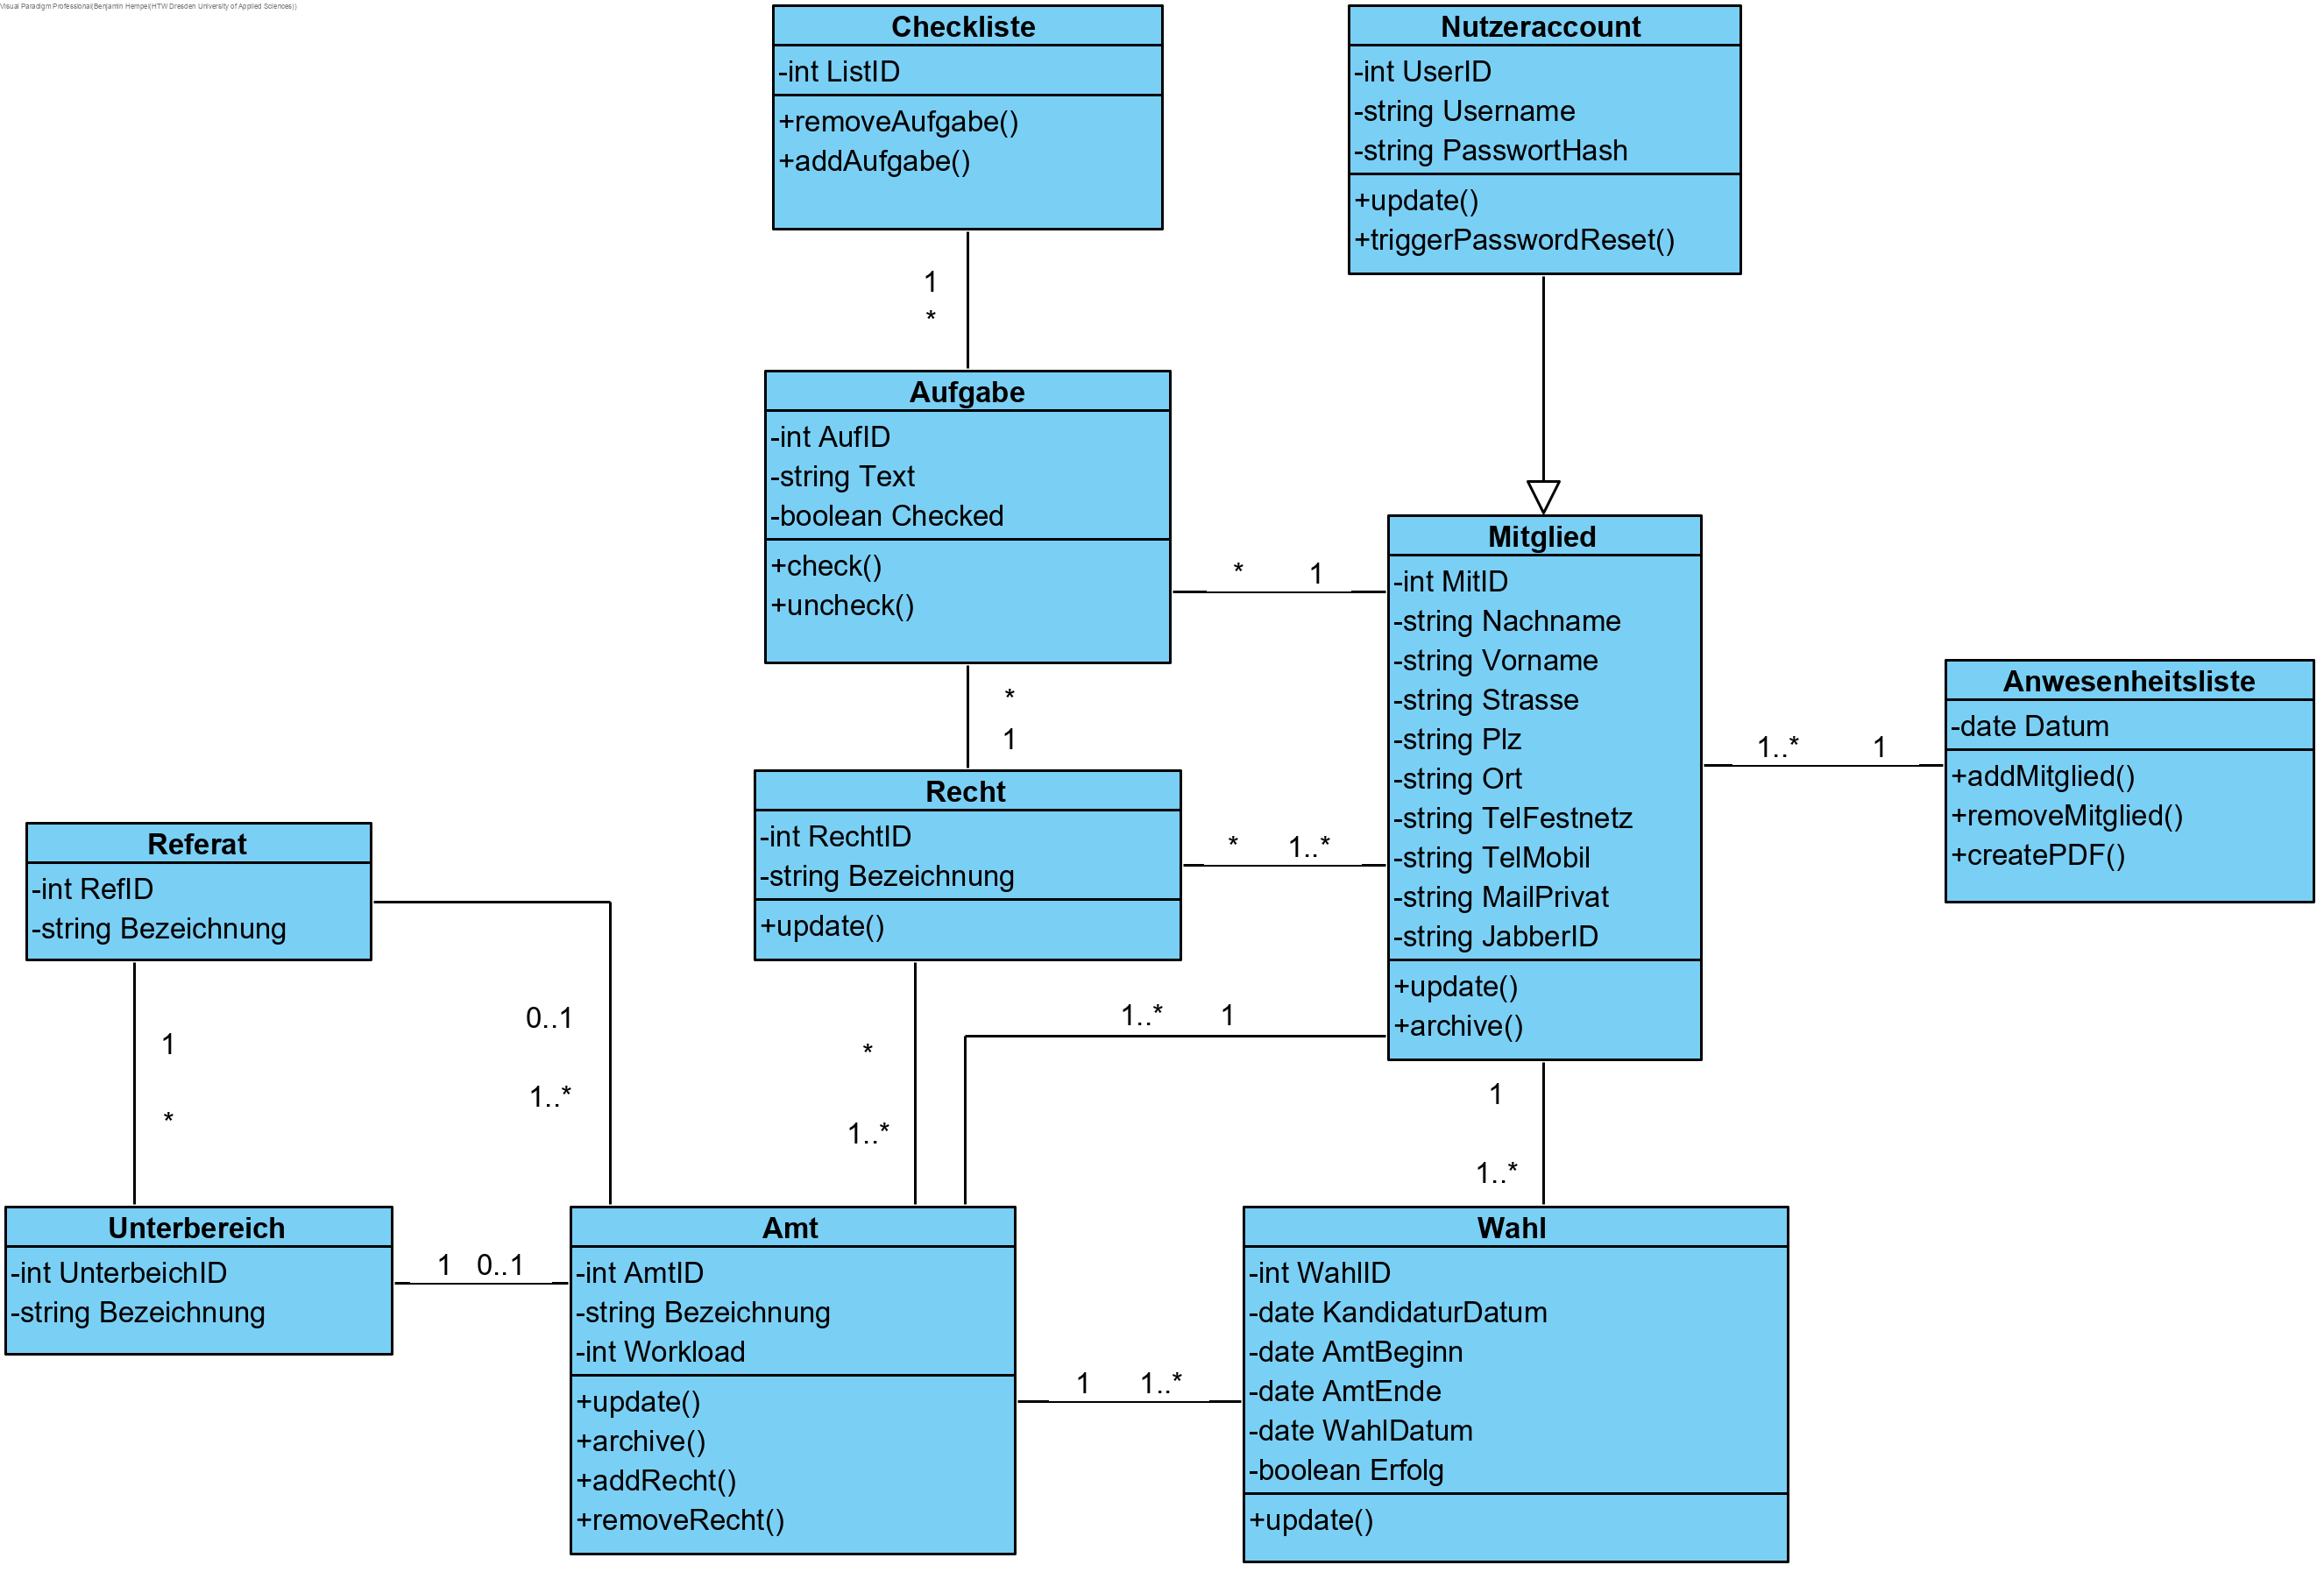 Visual Paradigm Professional(Benjamin Hempel(HTW Dresden University of Applied Sciences))
Checkliste
-int ListID
+removeAufgabe()
+addAufgabe()
Nutzeraccount
-int UserID
-string Username
-string PasswortHash
+update()
+triggerPasswordReset()
1
*
Aufgabe
-int AufID
-string Text
-boolean Checked
+check()
+uncheck()
* 1
Mitglied
-int MitID
-string Nachname
-string Vorname
-string Strasse
-string Plz
-string Ort
-string TelFestnetz
-string TelMobil
-string MailPrivat
-string JabberID
+update()
+archive()
1..* 1
Anwesenheitsliste
-date Datum
+addMitglied()
+removeMitglied()
+createPDF()
*
1
Recht
-int RechtID
-string Bezeichnung
+update()
* 1..*
Referat
-int RefID
-string Bezeichnung
0..1
1..*
1
*
*
1..*
1..* 1
1
1..*
Unterbereich
-int UnterbeichID
-string Bezeichnung
1 0..1
Amt
-int AmtID
-string Bezeichnung
-int Workload
+update()
+archive()
+addRecht()
+removeRecht()
1 1..*
Wahl
-int WahlID
-date KandidaturDatum
-date AmtBeginn
-date AmtEnde
-date WahlDatum
-boolean Erfolg
+update()